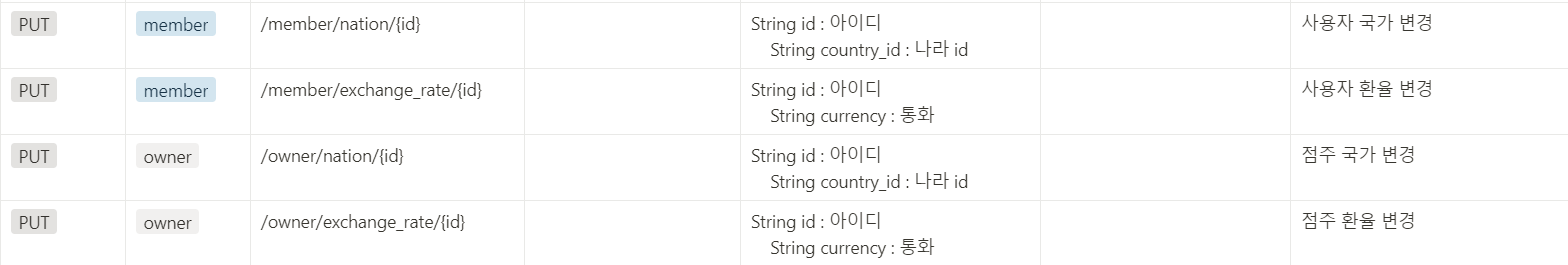 PUT member /member/nation/{id} String id : 아이디 사용자 국가 변경
String country_id : 나라 id
PUT member /member/exchange_rate/{id} String id : 아이디 사용자 환율 변경
String currency : 통화
PUT owner /owner/nation/{id} String id : 아이디 점주 국가 변경
String country_id : 나라 id
PUT owner /owner/exchange_rate/{id} String id : 아이디 점주 환율 변경
String currency : 통화